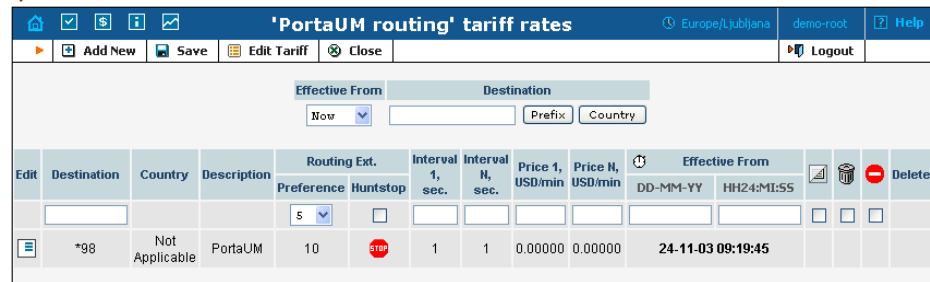 'PortaUM routing' tariff rates Europe/Ljubljana demo-root ? Help
Add New Save Edit Tariff Close Logout
Effective From Destination
Now Prefix Country
Edit Destination Country Description Routing Ext. Interval 1, sec. Interval N, sec. Price 1, USD/min Price N, USD/min Effective From Delete
Preference Huntstop DD-MM-YY HH24:MI:SS
5
*98 Not Applicable PortaUM 10 STOP 1 1 0.00000 0.00000 24-11-03 09:19:45